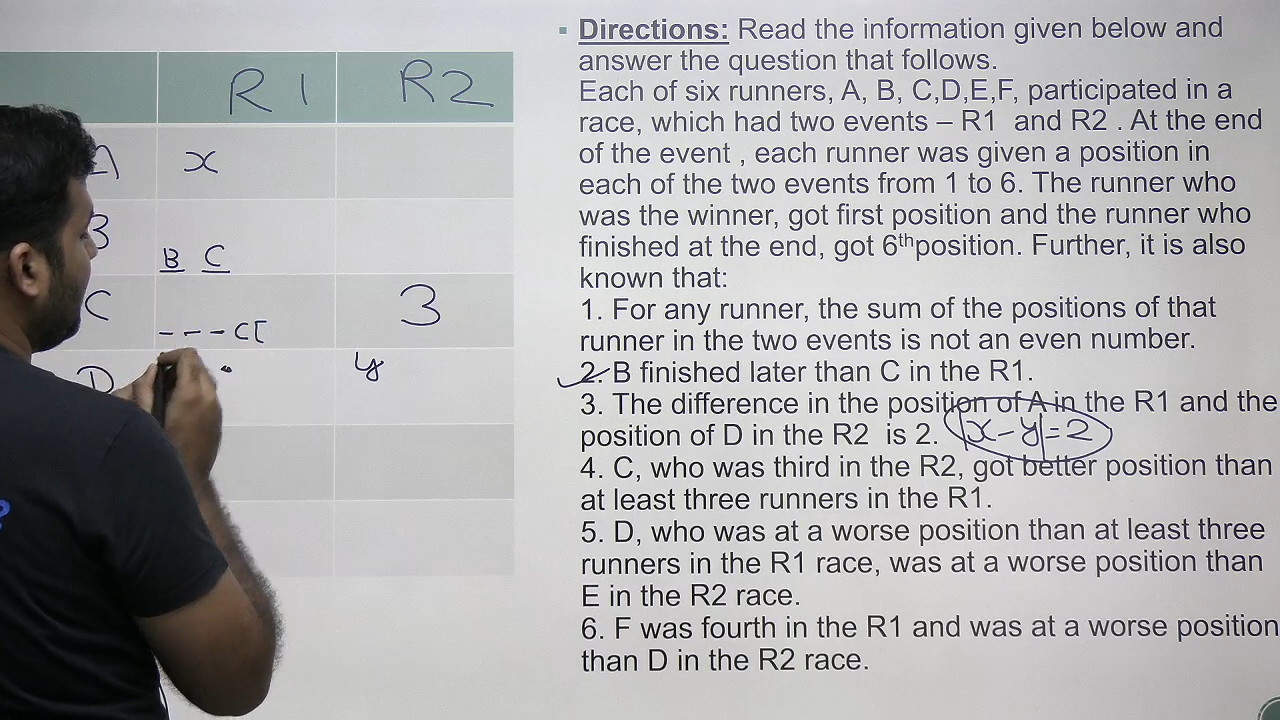 R1 R2
A x
B
B C
C 3
- - - C [
D y
Directions: Read the information given below and
answer the question that follows.
Each of six runners, A, B, C,D,E,F, participated in a
race, which had two events – R1 and R2 . At the end
of the event , each runner was given a position in
each of the two events from 1 to 6. The runner who
was the winner, got first position and the runner who
finished at the end, got 6th position. Further, it is also
known that:
1. For any runner, the sum of the positions of that
runner in the two events is not an even number.
2. B finished later than C in the R1.
3. The difference in the position of A in the R1 and the
position of D in the R2 is 2. |x-y|=2
4. C, who was third in the R2, got better position than
at least three runners in the R1.
5. D, who was at a worse position than at least three
runners in the R1 race, was at a worse position than
E in the R2 race.
6. F was fourth in the R1 and was at a worse position
than D in the R2 race.